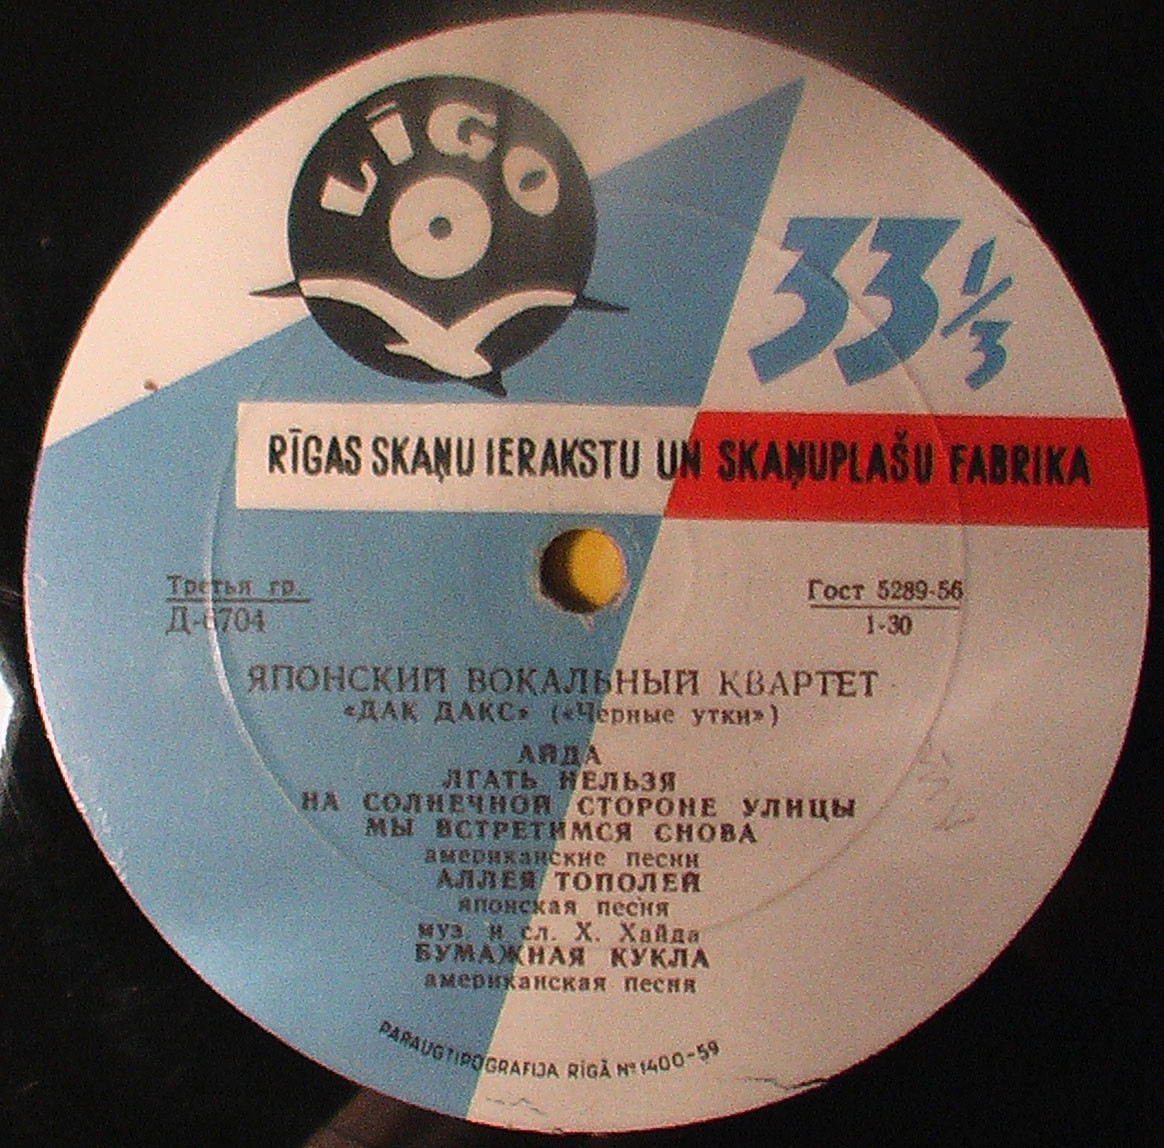 LĪGO
33 1/3
RĪGAS SKAŅU IERAKSTU UN SKAŅUPLAŠU FABRIKA
Третья гр.
Д-5704
Гост 5289-56
1-30
ЯПОНСКИЙ ВОКАЛЬНЫЙ КВАРТЕТ
«ДАК ДАКС» («Черные утки»)
АЙДА
ЛГАТЬ НЕЛЬЗЯ
НА СОЛНЕЧНОЙ СТОРОНЕ УЛИЦЫ
МЫ ВСТРЕТИМСЯ СНОВА
американские песни
АЛЛЕЯ ТОПОЛЕЙ
японская песня
муз. и сл. Х. Хайда
БУМАЖНАЯ КУКЛА
американская песня
PARAUGTIPOGRAFIJA RĪGĀ № 1400-59